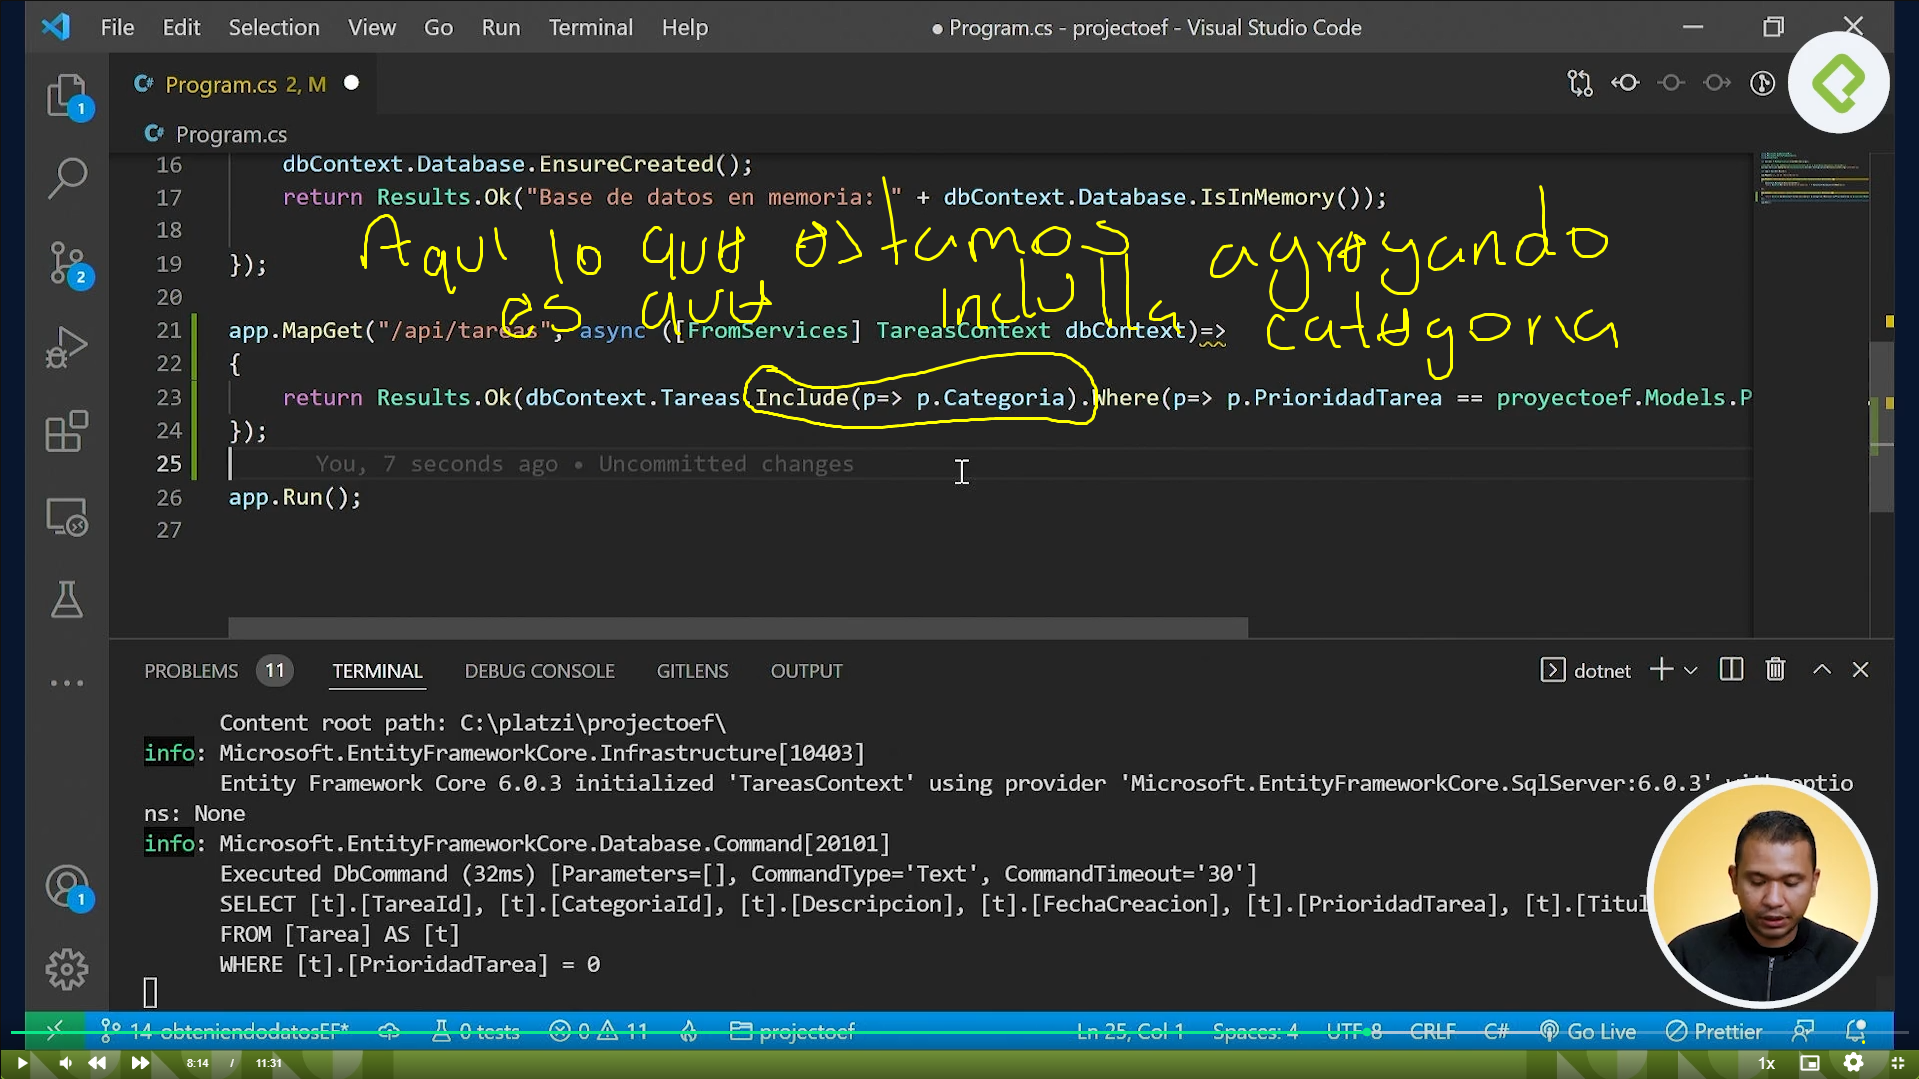 File Edit Selection View Go Run Terminal Help ● Program.cs - projectoef - Visual Studio Code
Program.cs 2, M
1
Program.cs
16 dbContext.Database.EnsureCreated();
17 return Results.Ok("Base de datos en memoria: " + dbContext.Database.IsInMemory());
18
Aqui lo que estamos agregando
19 });
es que inclulla categoria
20
21 app.MapGet("/api/tareas", async ([FromServices] TareasContext dbContext)=>
22 {
23 return Results.Ok(dbContext.Tareas.Include(p=> p.Categoria).Where(p=> p.PrioridadTarea == proyectoef.Models.P
24 });
25 You, 7 seconds ago • Uncommitted changes
26 app.Run();
27
2
PROBLEMS 11 TERMINAL DEBUG CONSOLE GITLENS OUTPUT dotnet
Content root path: C:\platzi\projectoef\
info: Microsoft.EntityFrameworkCore.Infrastructure[10403]
Entity Framework Core 6.0.3 initialized 'TareasContext' using provider 'Microsoft.EntityFrameworkCore.SqlServer:6.0.3' with optio
ns: None
info: Microsoft.EntityFrameworkCore.Database.Command[20101]
Executed DbCommand (32ms) [Parameters=[], CommandType='Text', CommandTimeout='30']
SELECT [t].[TareaId], [t].[CategoriaId], [t].[Descripcion], [t].[FechaCreacion], [t].[PrioridadTarea], [t].[Titul
FROM [Tarea] AS [t]
WHERE [t].[PrioridadTarea] = 0
1
14-obteniendodatosEF* 0 tests 0 11 projectoef Ln 25, Col 1 Spaces: 4 UTF-8 CRLF C# Go Live Prettier
8:14 / 11:31 1x